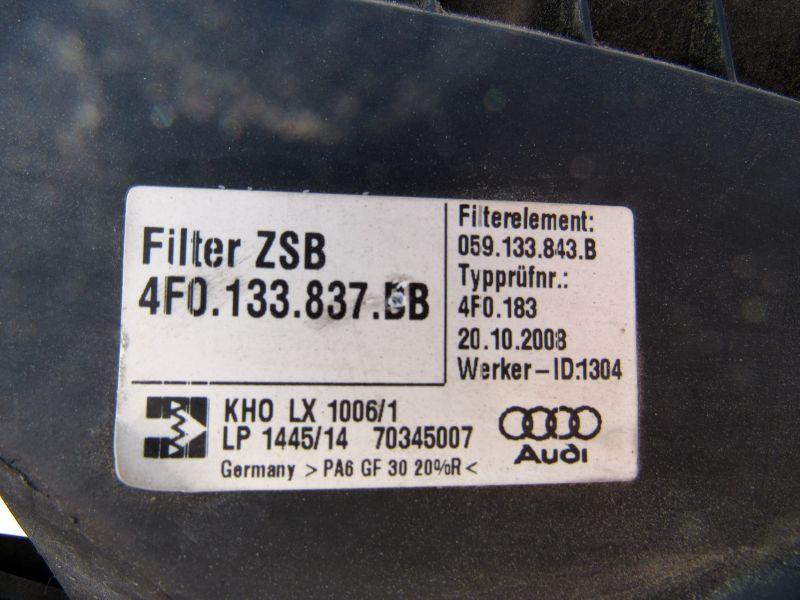 Filter ZSB
4F0.133.837.BB
Filterelement:
059.133.843.B
Typprüfnr.:
4F0.183
20.10.2008
Werker-ID:1304
KHO LX 1006/1
LP 1445/14 70345007
Germany >PA6 GF 30 20%R<
Audi